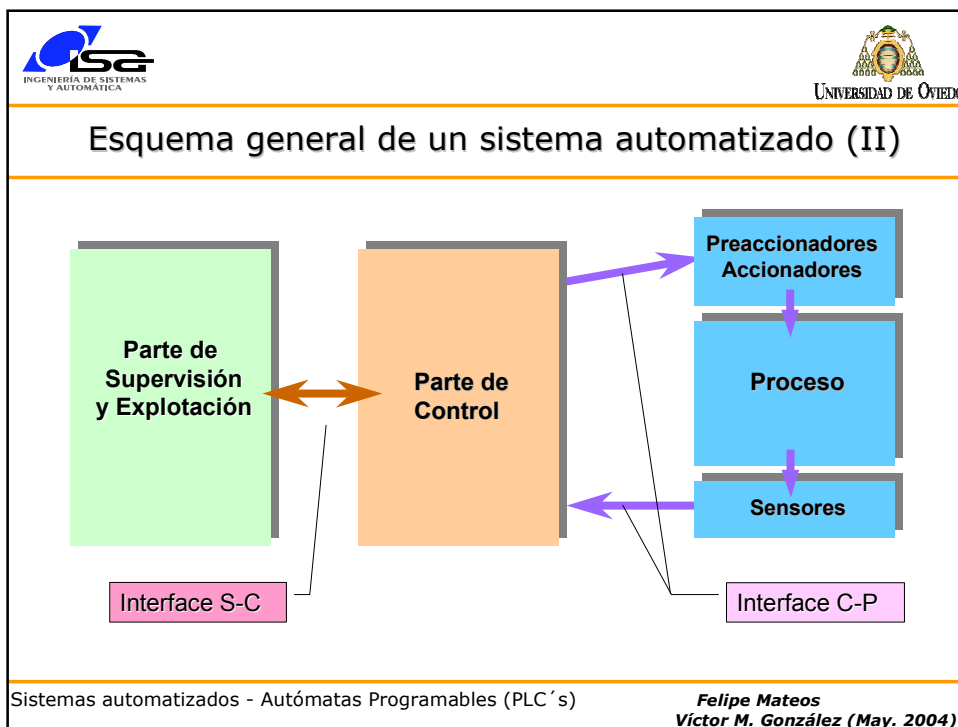 isa
INGENIERÍA DE SISTEMAS
Y AUTOMÁTICA
UNIVERSIDAD DE OVIEDO
Esquema general de un sistema automatizado (II)
Parte de
Supervisión
y Explotación
Parte de
Control
Preaccionadores
Accionadores
Proceso
Sensores
Interface S-C
Interface C-P
Sistemas automatizados - Autómatas Programables (PLC´s)
Felipe Mateos
Víctor M. González (May. 2004)